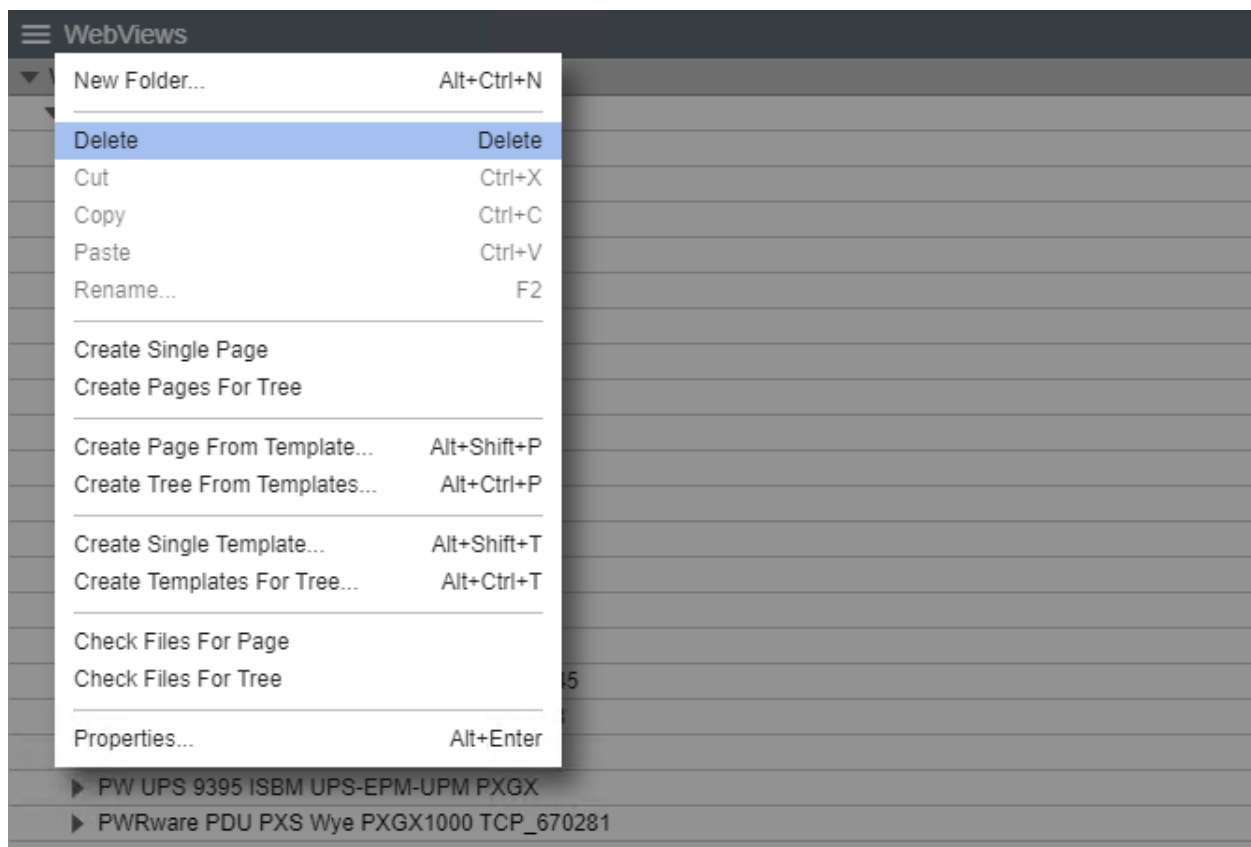 WebViews
New Folder... Alt+Ctrl+N
Delete Delete
Cut Ctrl+X
Copy Ctrl+C
Paste Ctrl+V
Rename... F2
Create Single Page
Create Pages For Tree
Create Page From Template... Alt+Shift+P
Create Tree From Templates... Alt+Ctrl+P
Create Single Template... Alt+Shift+T
Create Templates For Tree... Alt+Ctrl+T
Check Files For Page
Check Files For Tree
Properties... Alt+Enter
PW UPS 9395 ISBM UPS-EPM-UPM PXGX
PWRware PDU PXS Wye PXGX1000 TCP_670281